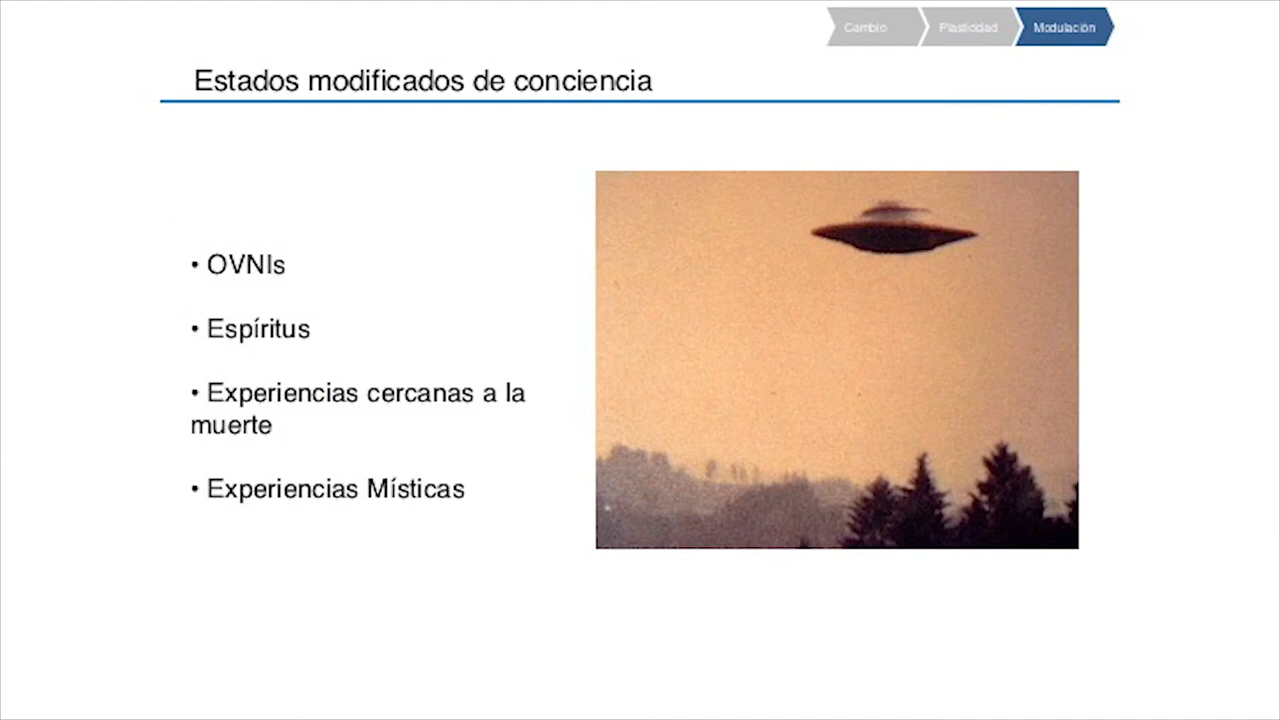 Cambio
Plasticidad
Modulación
Estados modificados de conciencia
• OVNIs
• Espíritus
• Experiencias cercanas a la
muerte
• Experiencias Místicas